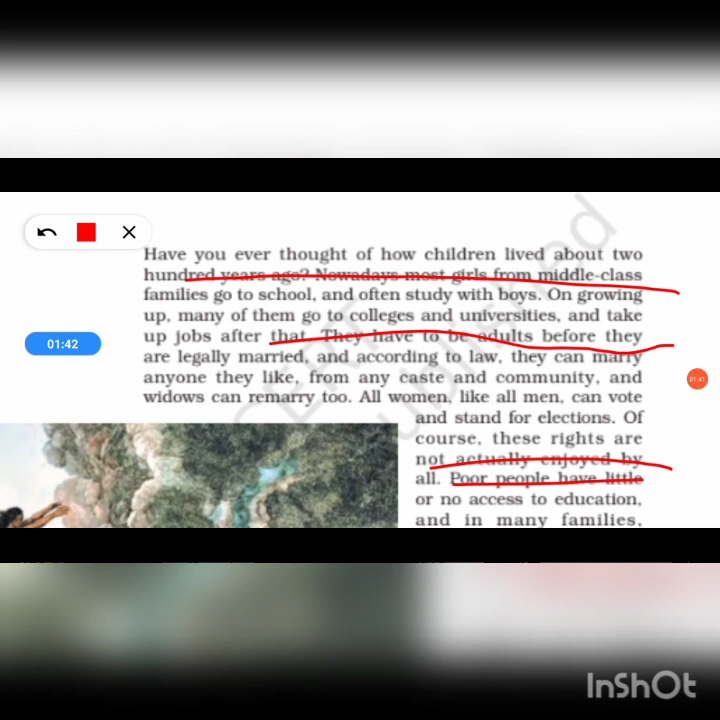 Have you ever thought of how children lived about two
hundred years ago? Nowadays most girls from middle-class
families go to school, and often study with boys. On growing
up, many of them go to colleges and universities, and take
up jobs after that. They have to be adults before they
are legally married, and according to law, they can marry
anyone they like, from any caste and community, and
widows can remarry too. All women, like all men, can vote
and stand for elections. Of
course, these rights are
not actually enjoyed by
all. Poor people have little
or no access to education,
and in many families,
01:42
01:41
InShOt